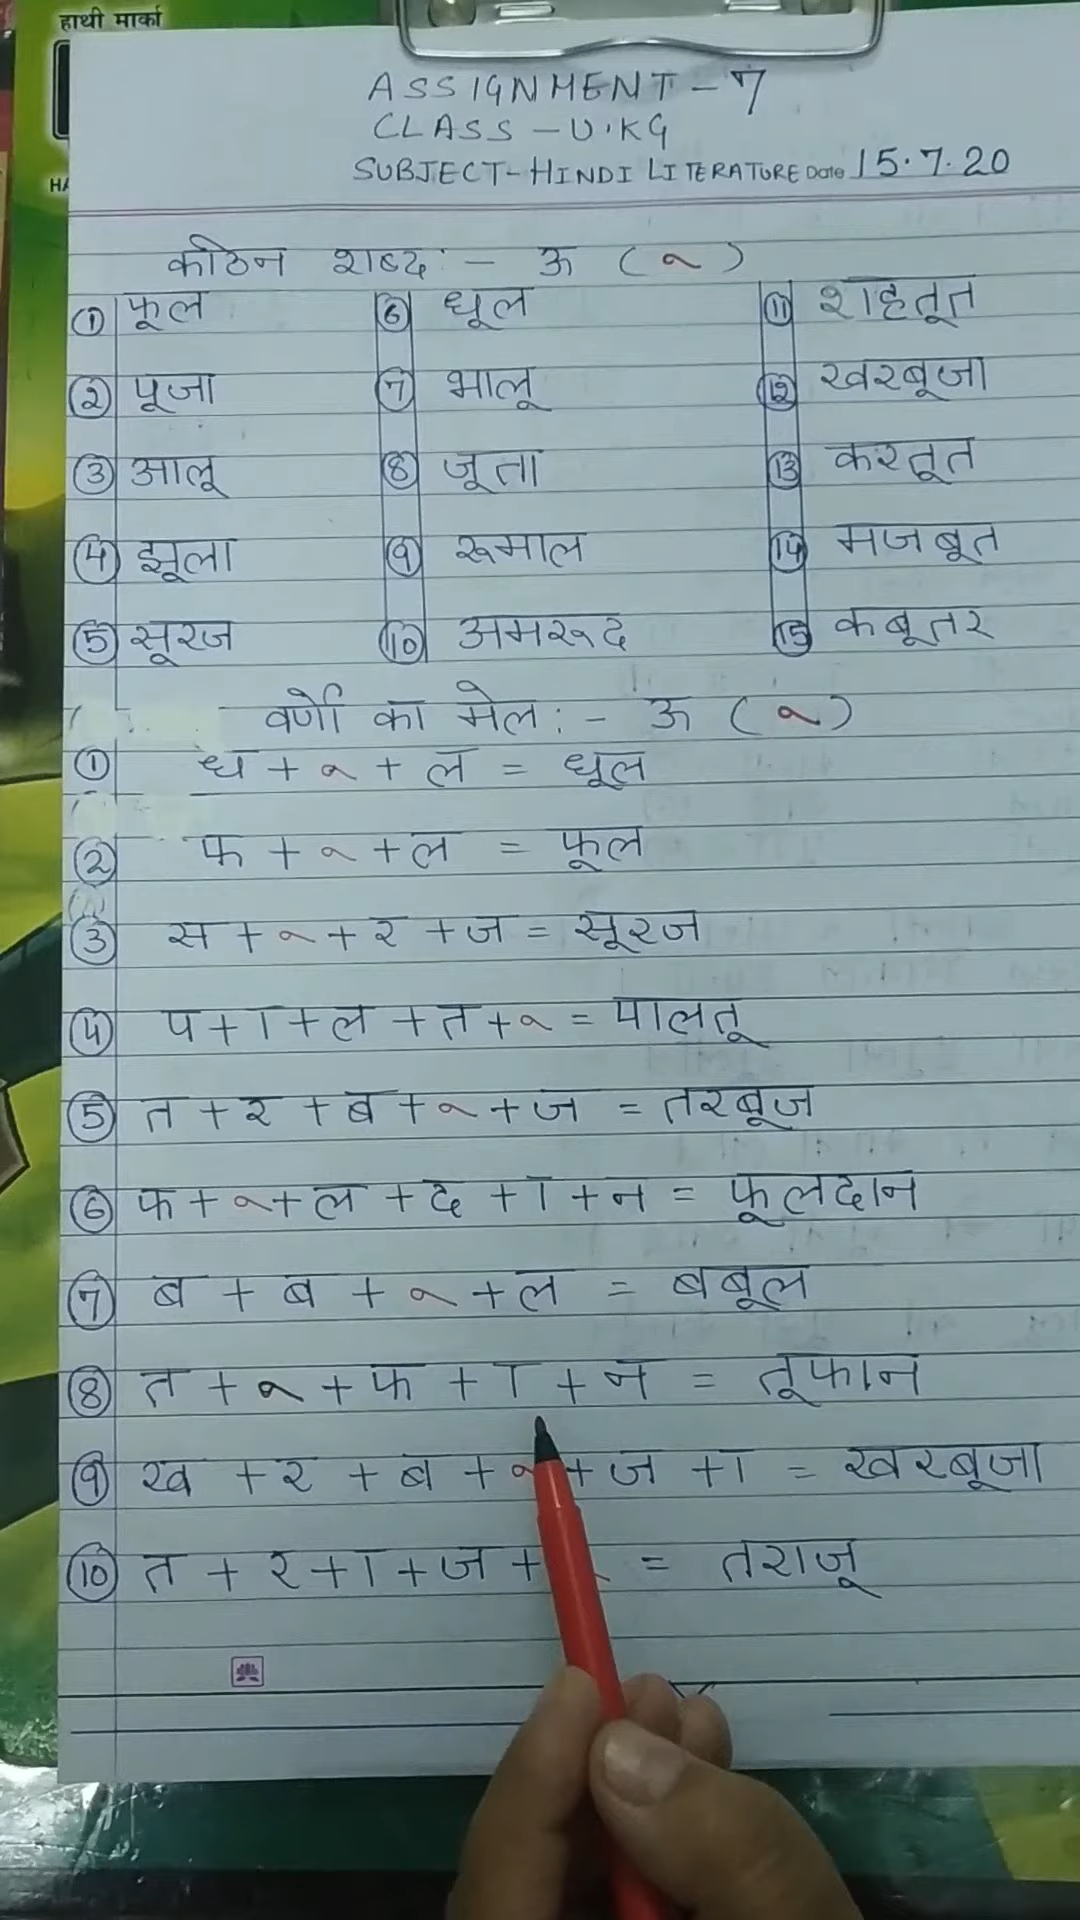 हाथी मार्का
HA
ASSIGNMENT - 7
CLASS - U.KG
SUBJECT - HINDI LITERATURE Date 15.7.20
कठिन शब्द :- ऊ ( ू )
① फूल ⑥ धूल ⑪ शहतूत
② पूजा ⑦ भालू ⑫ खरबूजा
③ आलू ⑧ जूता ⑬ करतूत
④ झूला ⑨ रूमाल ⑭ मजबूत
⑤ सूरज ⑩ अमरूद ⑮ कबूतर
वर्णो का मेल :- ऊ ( ू )
① ध + ू + ल = धूल
② फ + ू + ल = फूल
③ स + ू + र + ज = सूरज
④ प + ा + ल + त + ू = पालतू
⑤ त + र + ब + ू + ज = तरबूज
⑥ फ + ू + ल + द + ा + न = फूलदान
⑦ ब + ब + ू + ल = बबूल
⑧ त + ू + फ + ा + न = तूफान
⑨ ख + र + ब + ू + ज + ा = खरबूजा
⑩ त + र + ा + ज + = तराजू